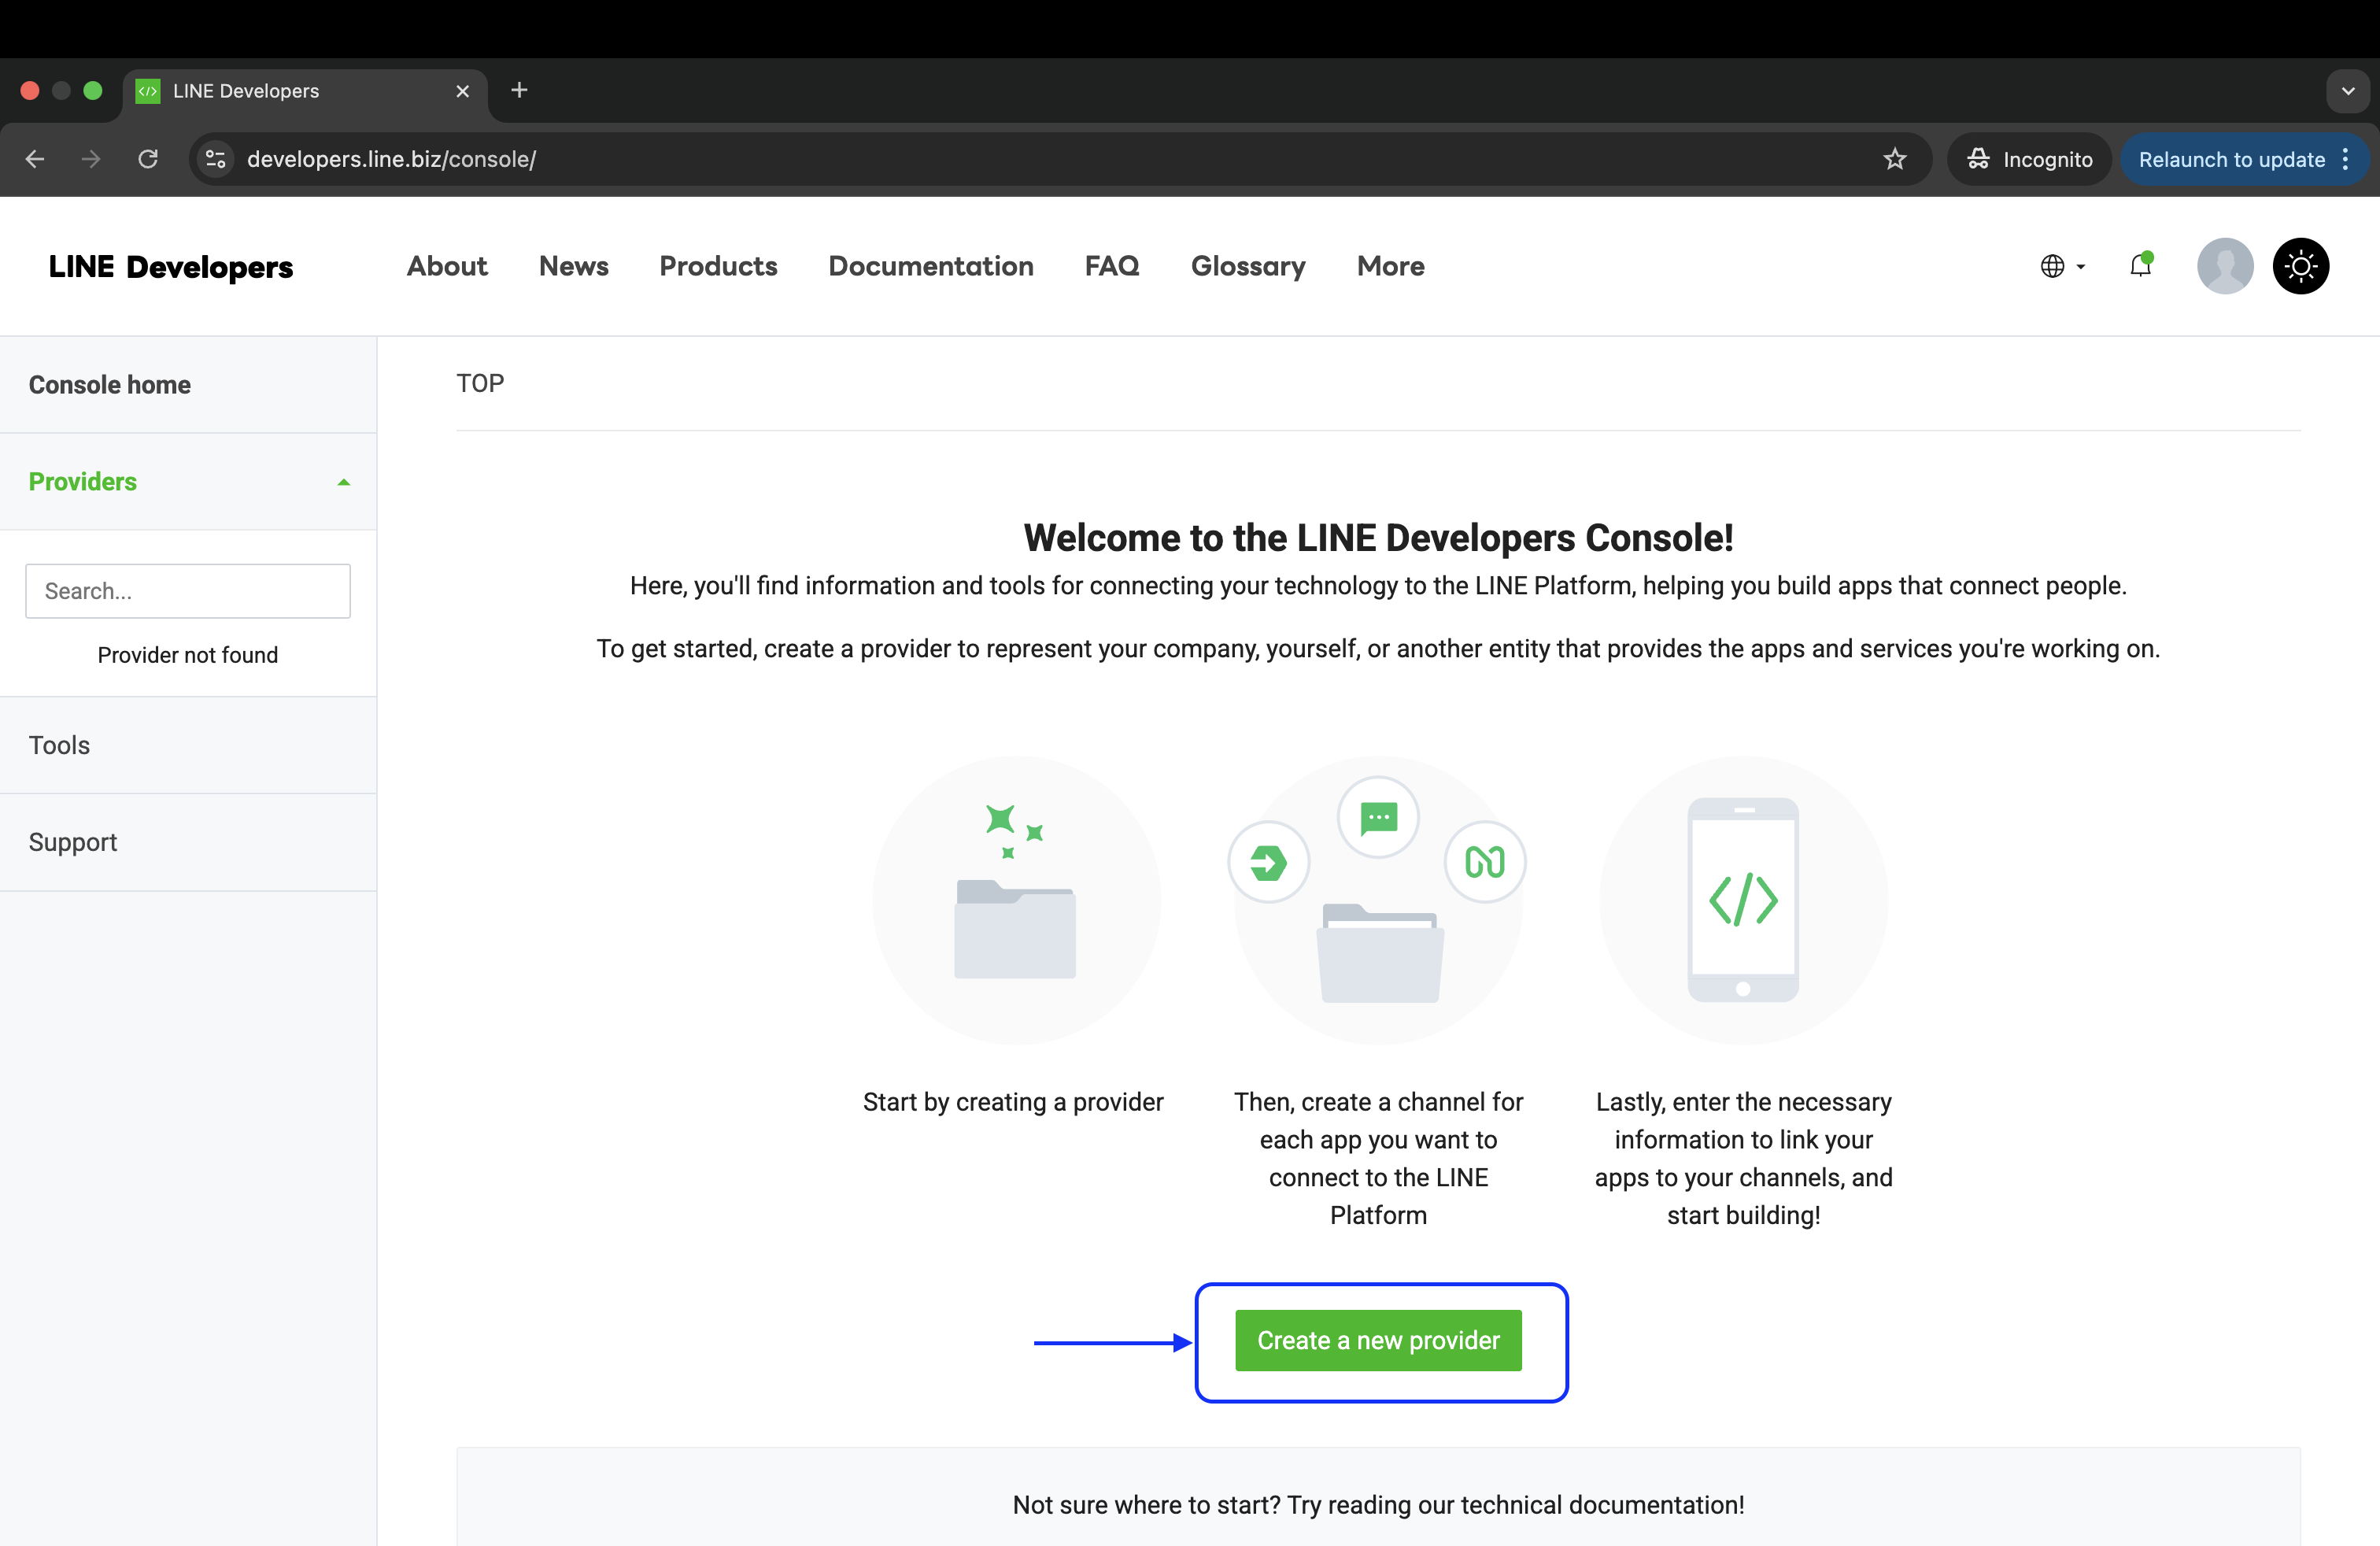 LINE Developers
developers.line.biz/console/
Incognito
Relaunch to update
LINE Developers
About
News
Products
Documentation
FAQ
Glossary
More
Console home
Providers
Search...
Provider not found
Tools
Support
TOP
Welcome to the LINE Developers Console!
Here, you'll find information and tools for connecting your technology to the LINE Platform, helping you build apps that connect people.
To get started, create a provider to represent your company, yourself, or another entity that provides the apps and services you're working on.
Start by creating a provider
Then, create a channel for
each app you want to
connect to the LINE
Platform
Lastly, enter the necessary
information to link your
apps to your channels, and
start building!
Create a new provider
Not sure where to start? Try reading our technical documentation!